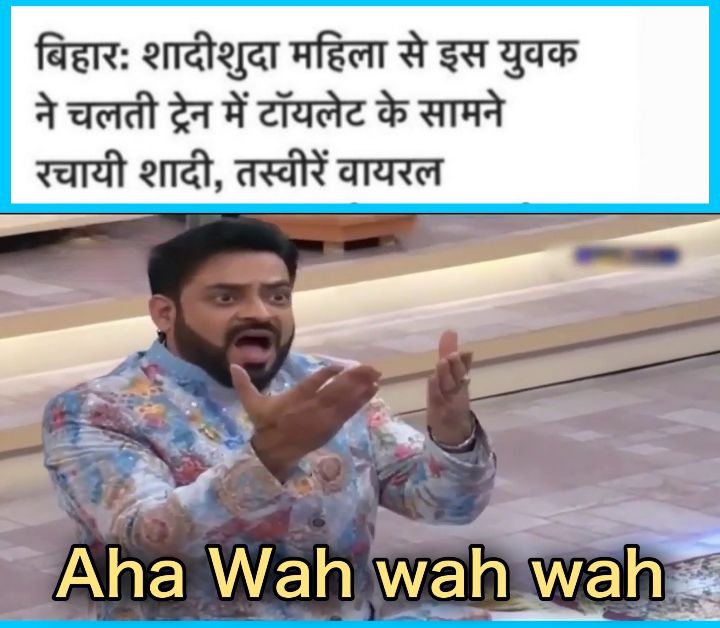 बिहार: शादीशुदा महिला से इस युवक
ने चलती ट्रेन में टॉयलेट के सामने
रचायी शादी, तस्वीरें वायरल
Aha Wah wah wah